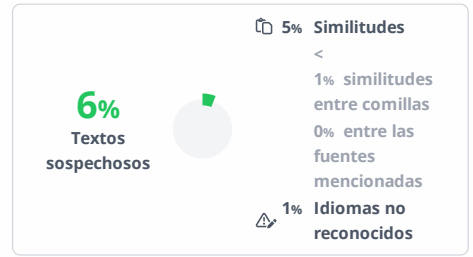 6%
Textos
sospechosos
5% Similitudes
<
1% similitudes
entre comillas
0% entre las
fuentes
mencionadas
1% Idiomas no
reconocidos